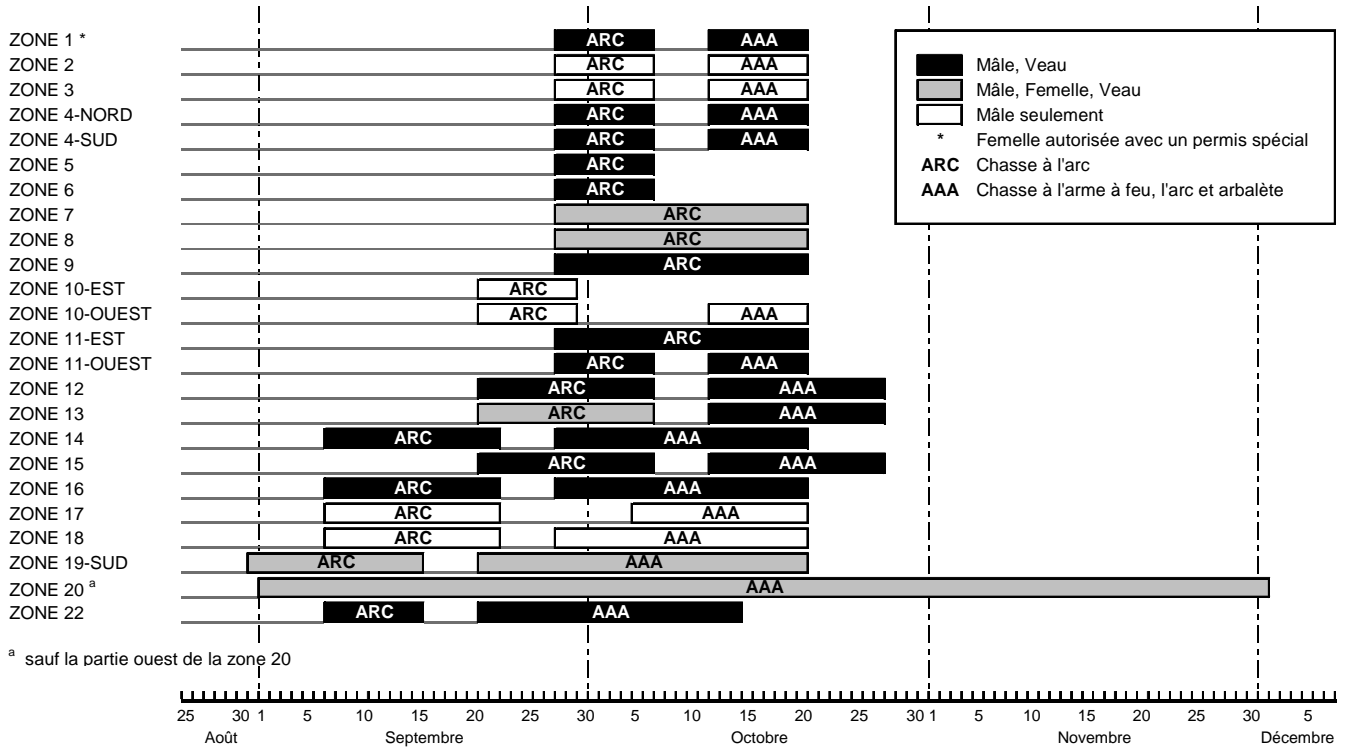 ZONE 1 * ARC AAA
ZONE 2 ARC AAA
ZONE 3 ARC AAA
ZONE 4-NORD ARC AAA
ZONE 4-SUD ARC AAA
ZONE 5 ARC
ZONE 6 ARC
ZONE 7 ARC
ZONE 8 ARC
ZONE 9 ARC
ZONE 10-EST ARC
ZONE 10-OUEST ARC AAA
ZONE 11-EST ARC
ZONE 11-OUEST ARC AAA
ZONE 12 ARC AAA
ZONE 13 ARC AAA
ZONE 14 ARC AAA
ZONE 15 ARC AAA
ZONE 16 ARC AAA
ZONE 17 ARC AAA
ZONE 18 ARC AAA
ZONE 19-SUD ARC AAA
ZONE 20 a AAA
ZONE 22 ARC AAA
Mâle, Veau
Mâle, Femelle, Veau
Mâle seulement
* Femelle autorisée avec un permis spécial
ARC Chasse à l'arc
AAA Chasse à l'arme à feu, l'arc et arbalète
a sauf la partie ouest de la zone 20
25 30 1 5 10 15 20 25 30 5 10 15 20 25 30 1 5 10 15 20 25 30 5
Août Septembre Octobre Novembre Décembre